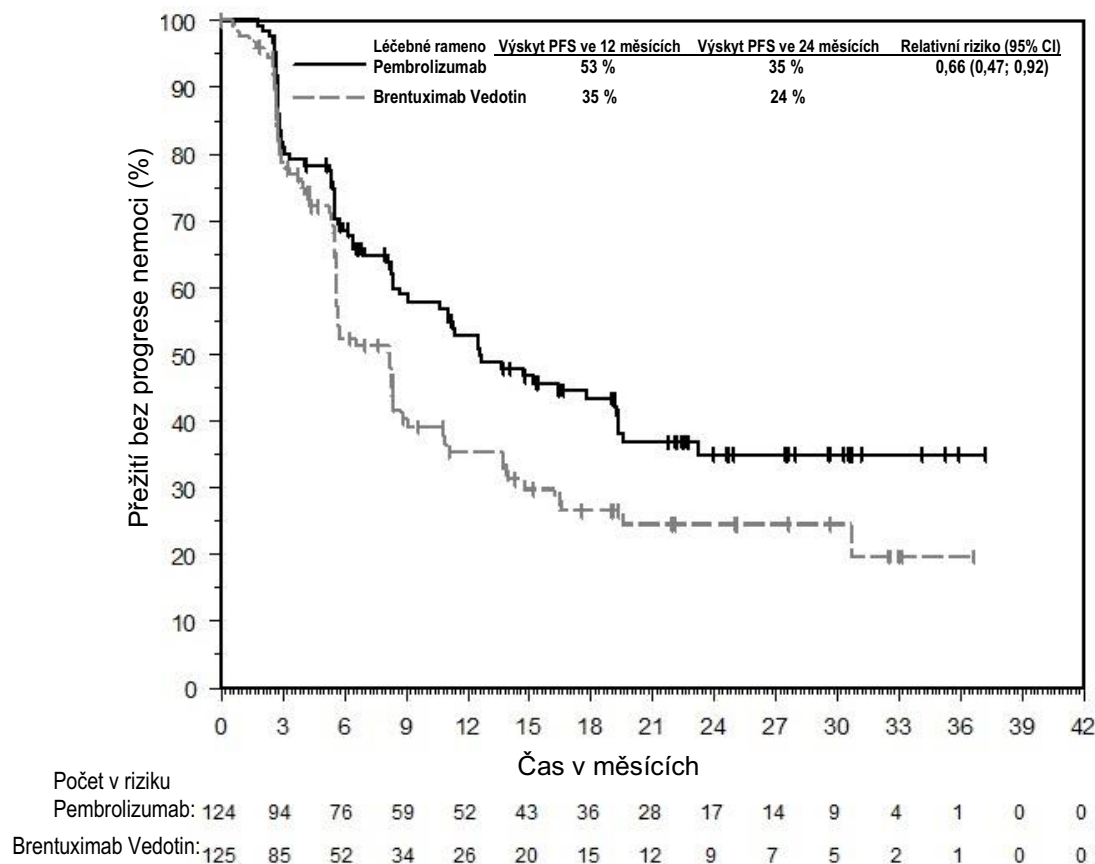 Léčebné rameno Výskyt PFS ve 12 měsících Výskyt PFS ve 24 měsících Relativní riziko (95% CI)
Pembrolizumab 53 % 35 % 0,66 (0,47; 0,92)
Brentuximab Vedotin 35 % 24 %
Přežití bez progrese nemoci (%)
100
90
80
70
60
50
40
30
20
10
0
0 3 6 9 12 15 18 21 24 27 30 33 36 39 42
Čas v měsících
Počet v riziku
Pembrolizumab: 124 94 76 59 52 43 36 28 17 14 9 4 1 0 0
Brentuximab Vedotin: 125 85 52 34 26 20 15 12 9 7 5 2 1 0 0